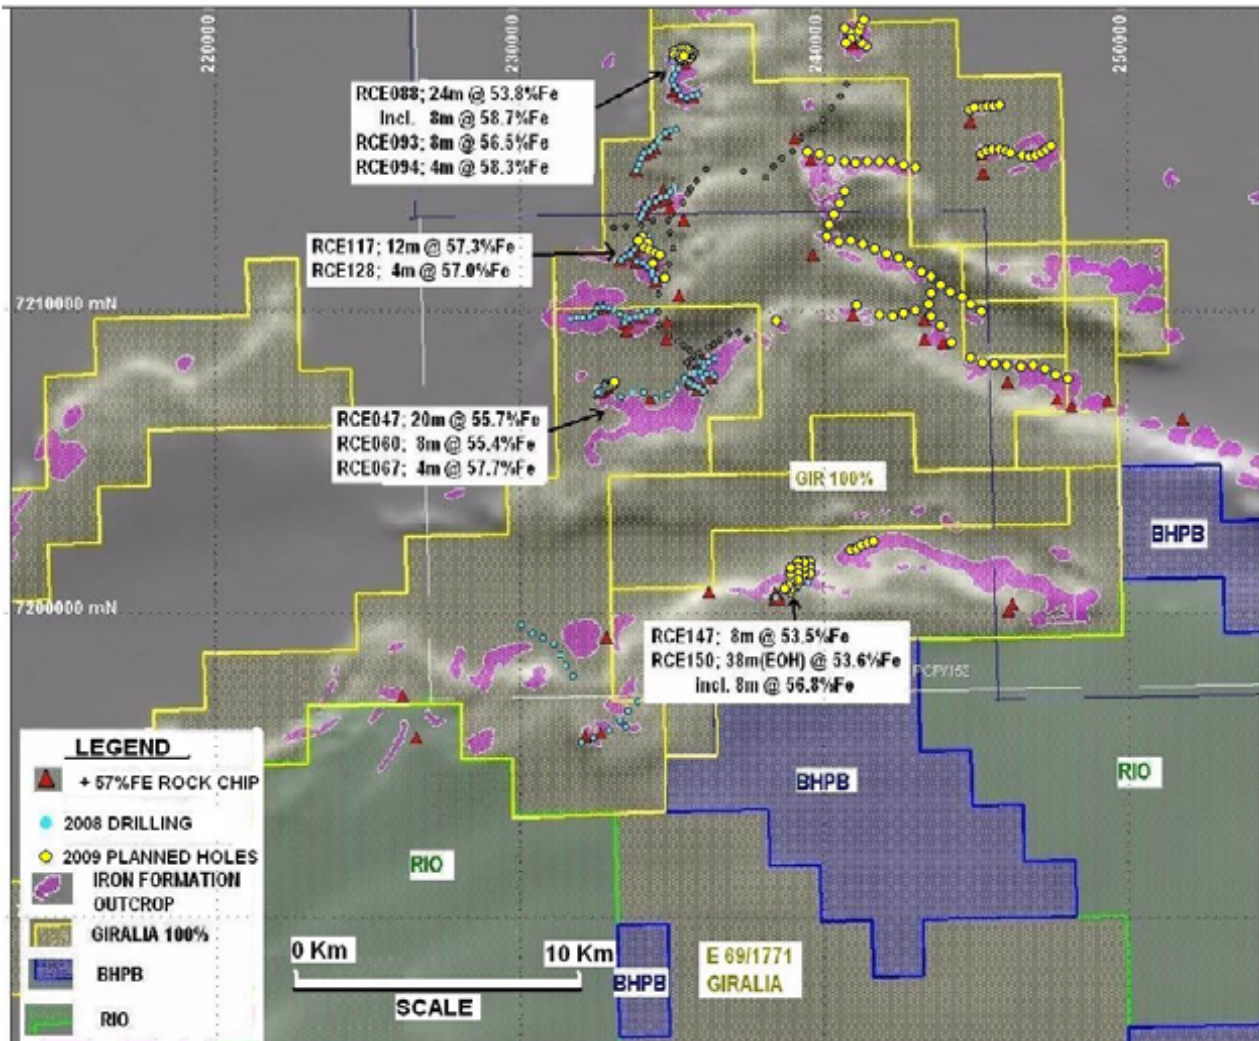 220000
230000
240000
250000
RCE088; 24m @ 53.8%Fe
Incl. 8m @ 58.7%Fe
RCE093; 8m @ 56.5%Fe
RCE094; 4m @ 58.3%Fe
RCE117; 12m @ 57.3%Fe
RCE128; 4m @ 57.0%Fe
7210000 mN
RCE047; 20m @ 55.7%Fe
RCE060; 8m @ 55.4%Fe
RCE067; 4m @ 57.7%Fe
GIR 100%
BHPB
7200000 mN
RCE147; 8m @ 53.5%Fe
RCE150; 38m(EOH) @ 53.6%Fe
incl. 8m @ 56.8%Fe
BHPB
RIO
RIO
LEGEND
+ 57%FE ROCK CHIP
2008 DRILLING
2009 PLANNED HOLES
IRON FORMATION
OUTCROP
GIRALIA 100%
BHPB
RIO
0 Km
10 Km
SCALE
BHPB
E 69/1771
GIRALIA